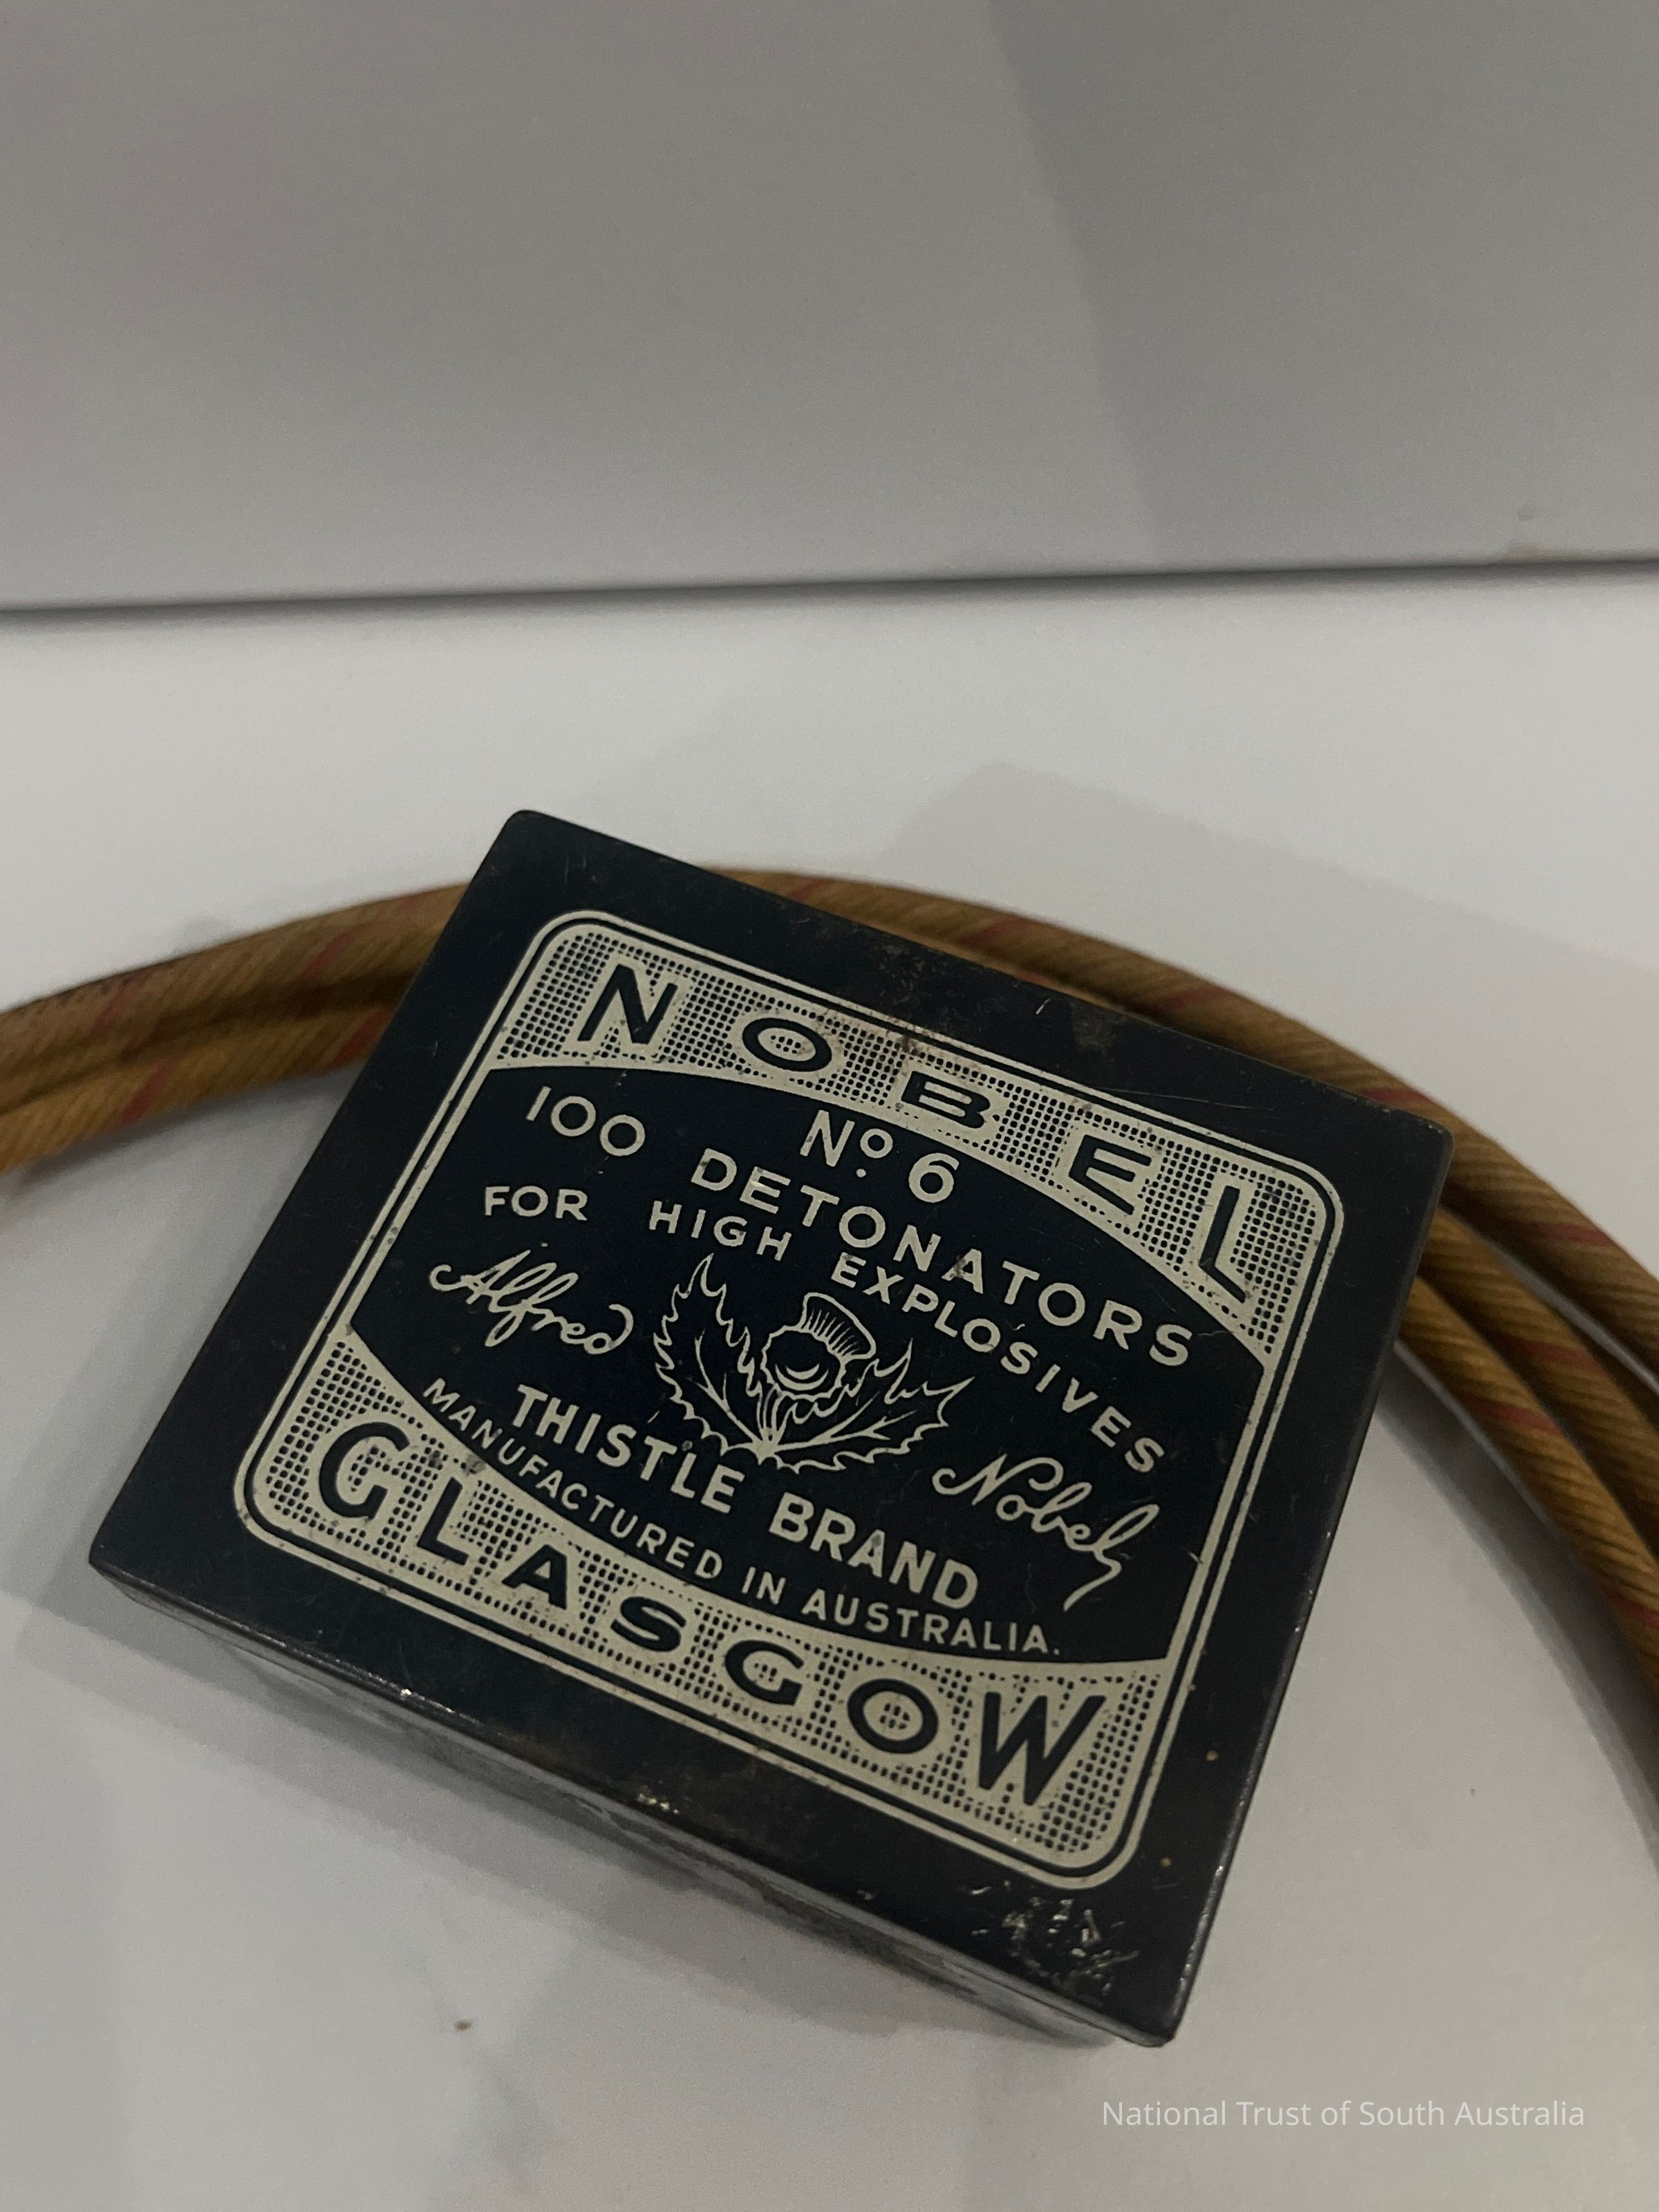 NOBEL
No 6
100 DETONATORS
FOR HIGH EXPLOSIVES
Alfred Nobel
THISTLE BRAND
MANUFACTURED IN AUSTRALIA.
GLASGOW
National Trust of South Australia